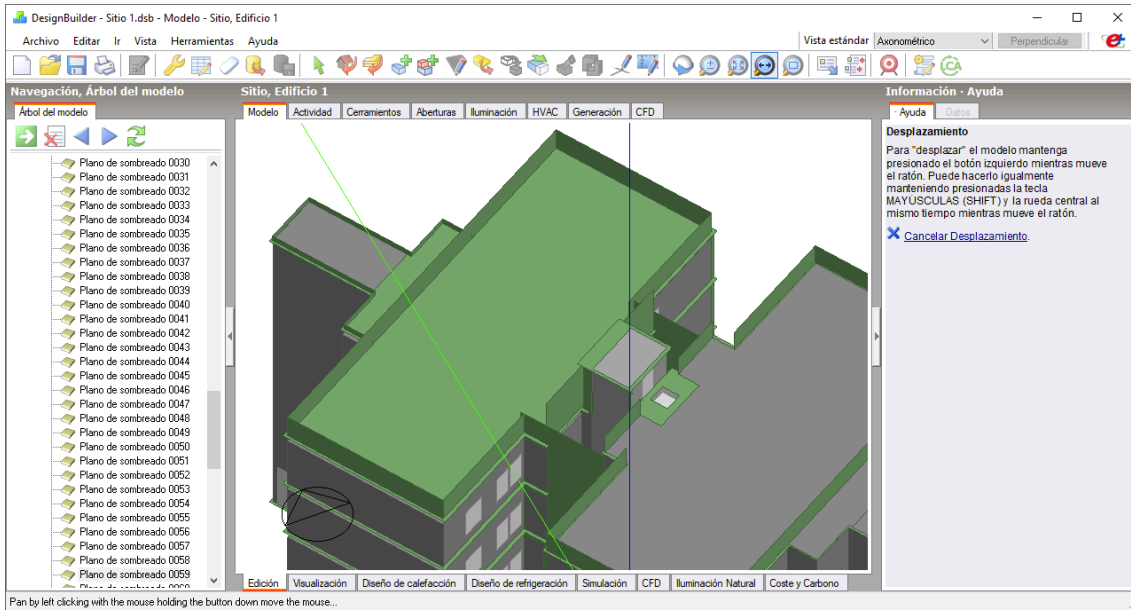 DesignBuilder - Sitio 1.dsb - Modelo - Sitio, Edificio 1
Archivo Editar Ir Vista Herramientas Ayuda
Vista estándar Axonométrico Perpendicular
Navegación, Árbol del modelo
Árbol del modelo
Plano de sombreado 0030
Plano de sombreado 0031
Plano de sombreado 0032
Plano de sombreado 0033
Plano de sombreado 0034
Plano de sombreado 0035
Plano de sombreado 0036
Plano de sombreado 0037
Plano de sombreado 0038
Plano de sombreado 0039
Plano de sombreado 0040
Plano de sombreado 0041
Plano de sombreado 0042
Plano de sombreado 0043
Plano de sombreado 0044
Plano de sombreado 0045
Plano de sombreado 0046
Plano de sombreado 0047
Plano de sombreado 0048
Plano de sombreado 0049
Plano de sombreado 0050
Plano de sombreado 0051
Plano de sombreado 0052
Plano de sombreado 0053
Plano de sombreado 0054
Plano de sombreado 0055
Plano de sombreado 0056
Plano de sombreado 0057
Plano de sombreado 0058
Plano de sombreado 0059
Sitio, Edificio 1
Modelo Actividad Cerramientos Aberturas Iluminación HVAC Generación CFD
Edición Visualización Diseño de calefacción Diseño de refrigeración Simulación CFD Iluminación Natural Coste y Carbono
Información · Ayuda
· Ayuda Datos
Desplazamiento
Para "desplazar" el modelo mantenga
presionado el botón izquierdo mientras mueve
el ratón. Puede hacerlo igualmente
manteniendo presionadas la tecla
MAYÚSCULAS (SHIFT) y la rueda central al
mismo tiempo mientras mueve el ratón.
Cancelar Desplazamiento.
Pan by left clicking with the mouse holding the button down move the mouse...